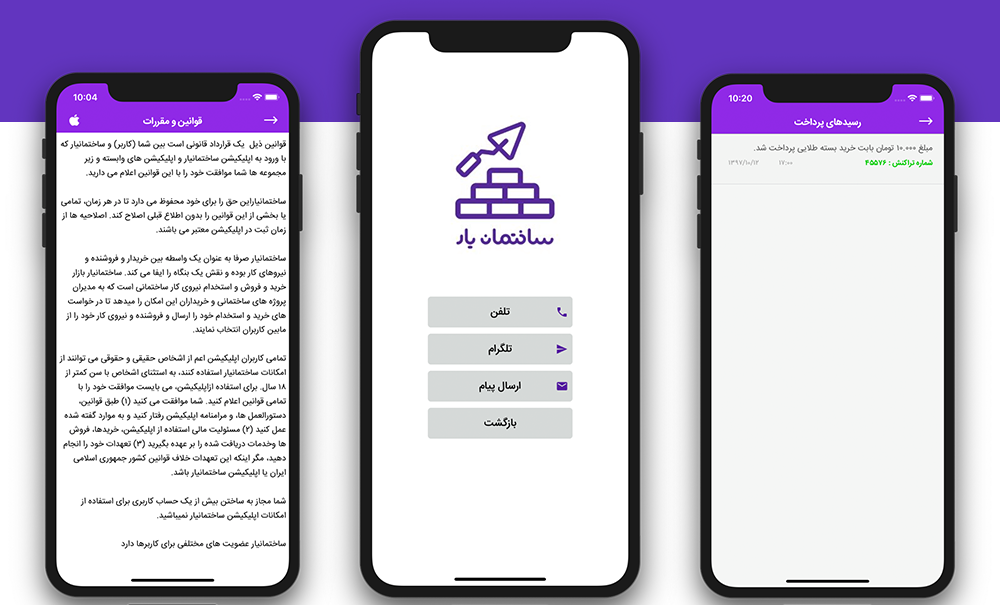 10:04
قوانین و مقررات
قوانین ذیل یک قرارداد قانونی است بین شما (کاربر) و ساختمانیار که
با ورود به اپلیکیشن ساختمانیار و اپلیکیشن های وابسته و زیر
مجموعه ها شما موافقت خود را با این قوانین اعلام می دارید.
ساختمانیاراین حق را برای خود محفوظ می دارد تا در هر زمان، تمامی
یا بخشی از این قوانین را بدون اطلاع قبلی اصلاح کند. اصلاحیه ها از
زمان ثبت در اپلیکیشن معتبر می باشند.
ساختمانیار صرفا به عنوان یک واسطه بین خریدار و فروشنده و
نیروهای کار بوده و نقش یک بنگاه را ایفا می کند. ساختمانیار بازار
خرید و فروش و استخدام نیروی کار ساختمانی است که به مدیران
پروژه های ساختمانی و خریداران این امکان را میدهد تا در خواست
های خرید و استخدام خود را ارسال و فروشنده و نیروی کار خود را از
مابین کاربران انتخاب نمایند.
تمامی کاربران اپلیکیشن اعم از اشخاص حقیقی و حقوقی می توانند از
امکانات ساختمانیار استفاده کنند، به استثنای اشخاص با سن کمتر از
۱۸ سال. برای استفاده ازاپلیکیشن، می بایست موافقت خود را با
تمامی قوانین اعلام کنید. شما موافقت می کنید (۱) طبق قوانین،
دستورالعمل ها، و مرامنامه اپلیکیشن رفتار کنید و به موارد گفته شده
عمل کنید (۲) مسئولیت مالی استفاده از اپلیکیشن، خریدها، فروش
ها وخدمات دریافت شده را بر عهده بگیرید (۳) تعهدات خود را انجام
دهید، مگر اینکه این تعهدات خلاف قوانین کشور جمهوری اسلامی
ایران یا اپلیکیشن ساختمانیار باشد.
شما مجاز به ساختن بیش از یک حساب کاربری برای استفاده از
امکانات اپلیکیشن ساختمانیار نمیباشید.
ساختمانیار عضویت های مختلفی برای کاربرها دارد
ساختمان یار
تلفن
تلگرام
ارسال پیام
بازگشت
10:20
رسیدهای پرداخت
مبلغ ۱۰،۰۰۰ تومان بابت خرید بسته طلایی پرداخت شد.
شماره تراکنش : ۴۵۵۷۶ ۱۷:۰۰ ۱۳۹۷/۱۰/۱۲